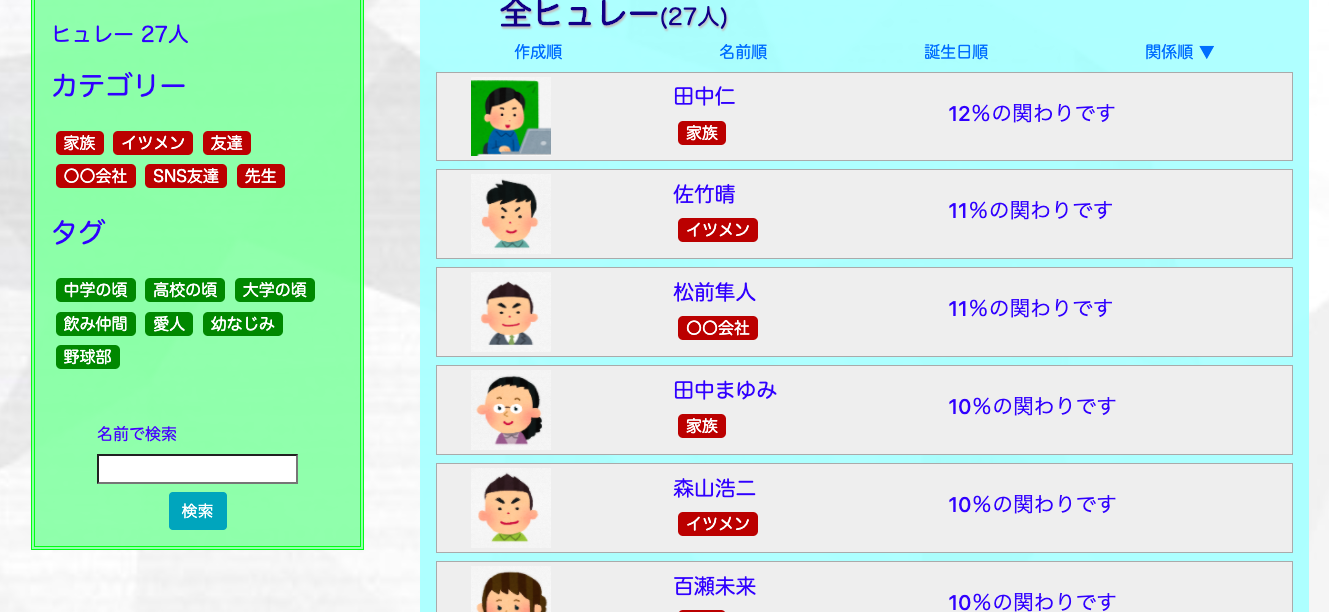 ヒュレー 27人
カテゴリー
家族 イツメン 友達
〇〇会社 SNS友達 先生
タグ
中学の頃 高校の頃 大学の頃
飲み仲間 愛人 幼なじみ
野球部
名前で検索
検索
全ヒュレー(27人)
作成順 名前順 誕生日順 関係順 ▼
田中仁
家族
12%の関わりです
佐竹晴
イツメン
11%の関わりです
松前隼人
〇〇会社
11%の関わりです
田中まゆみ
家族
10%の関わりです
森山浩二
イツメン
10%の関わりです
百瀬未来
10%の関わりです